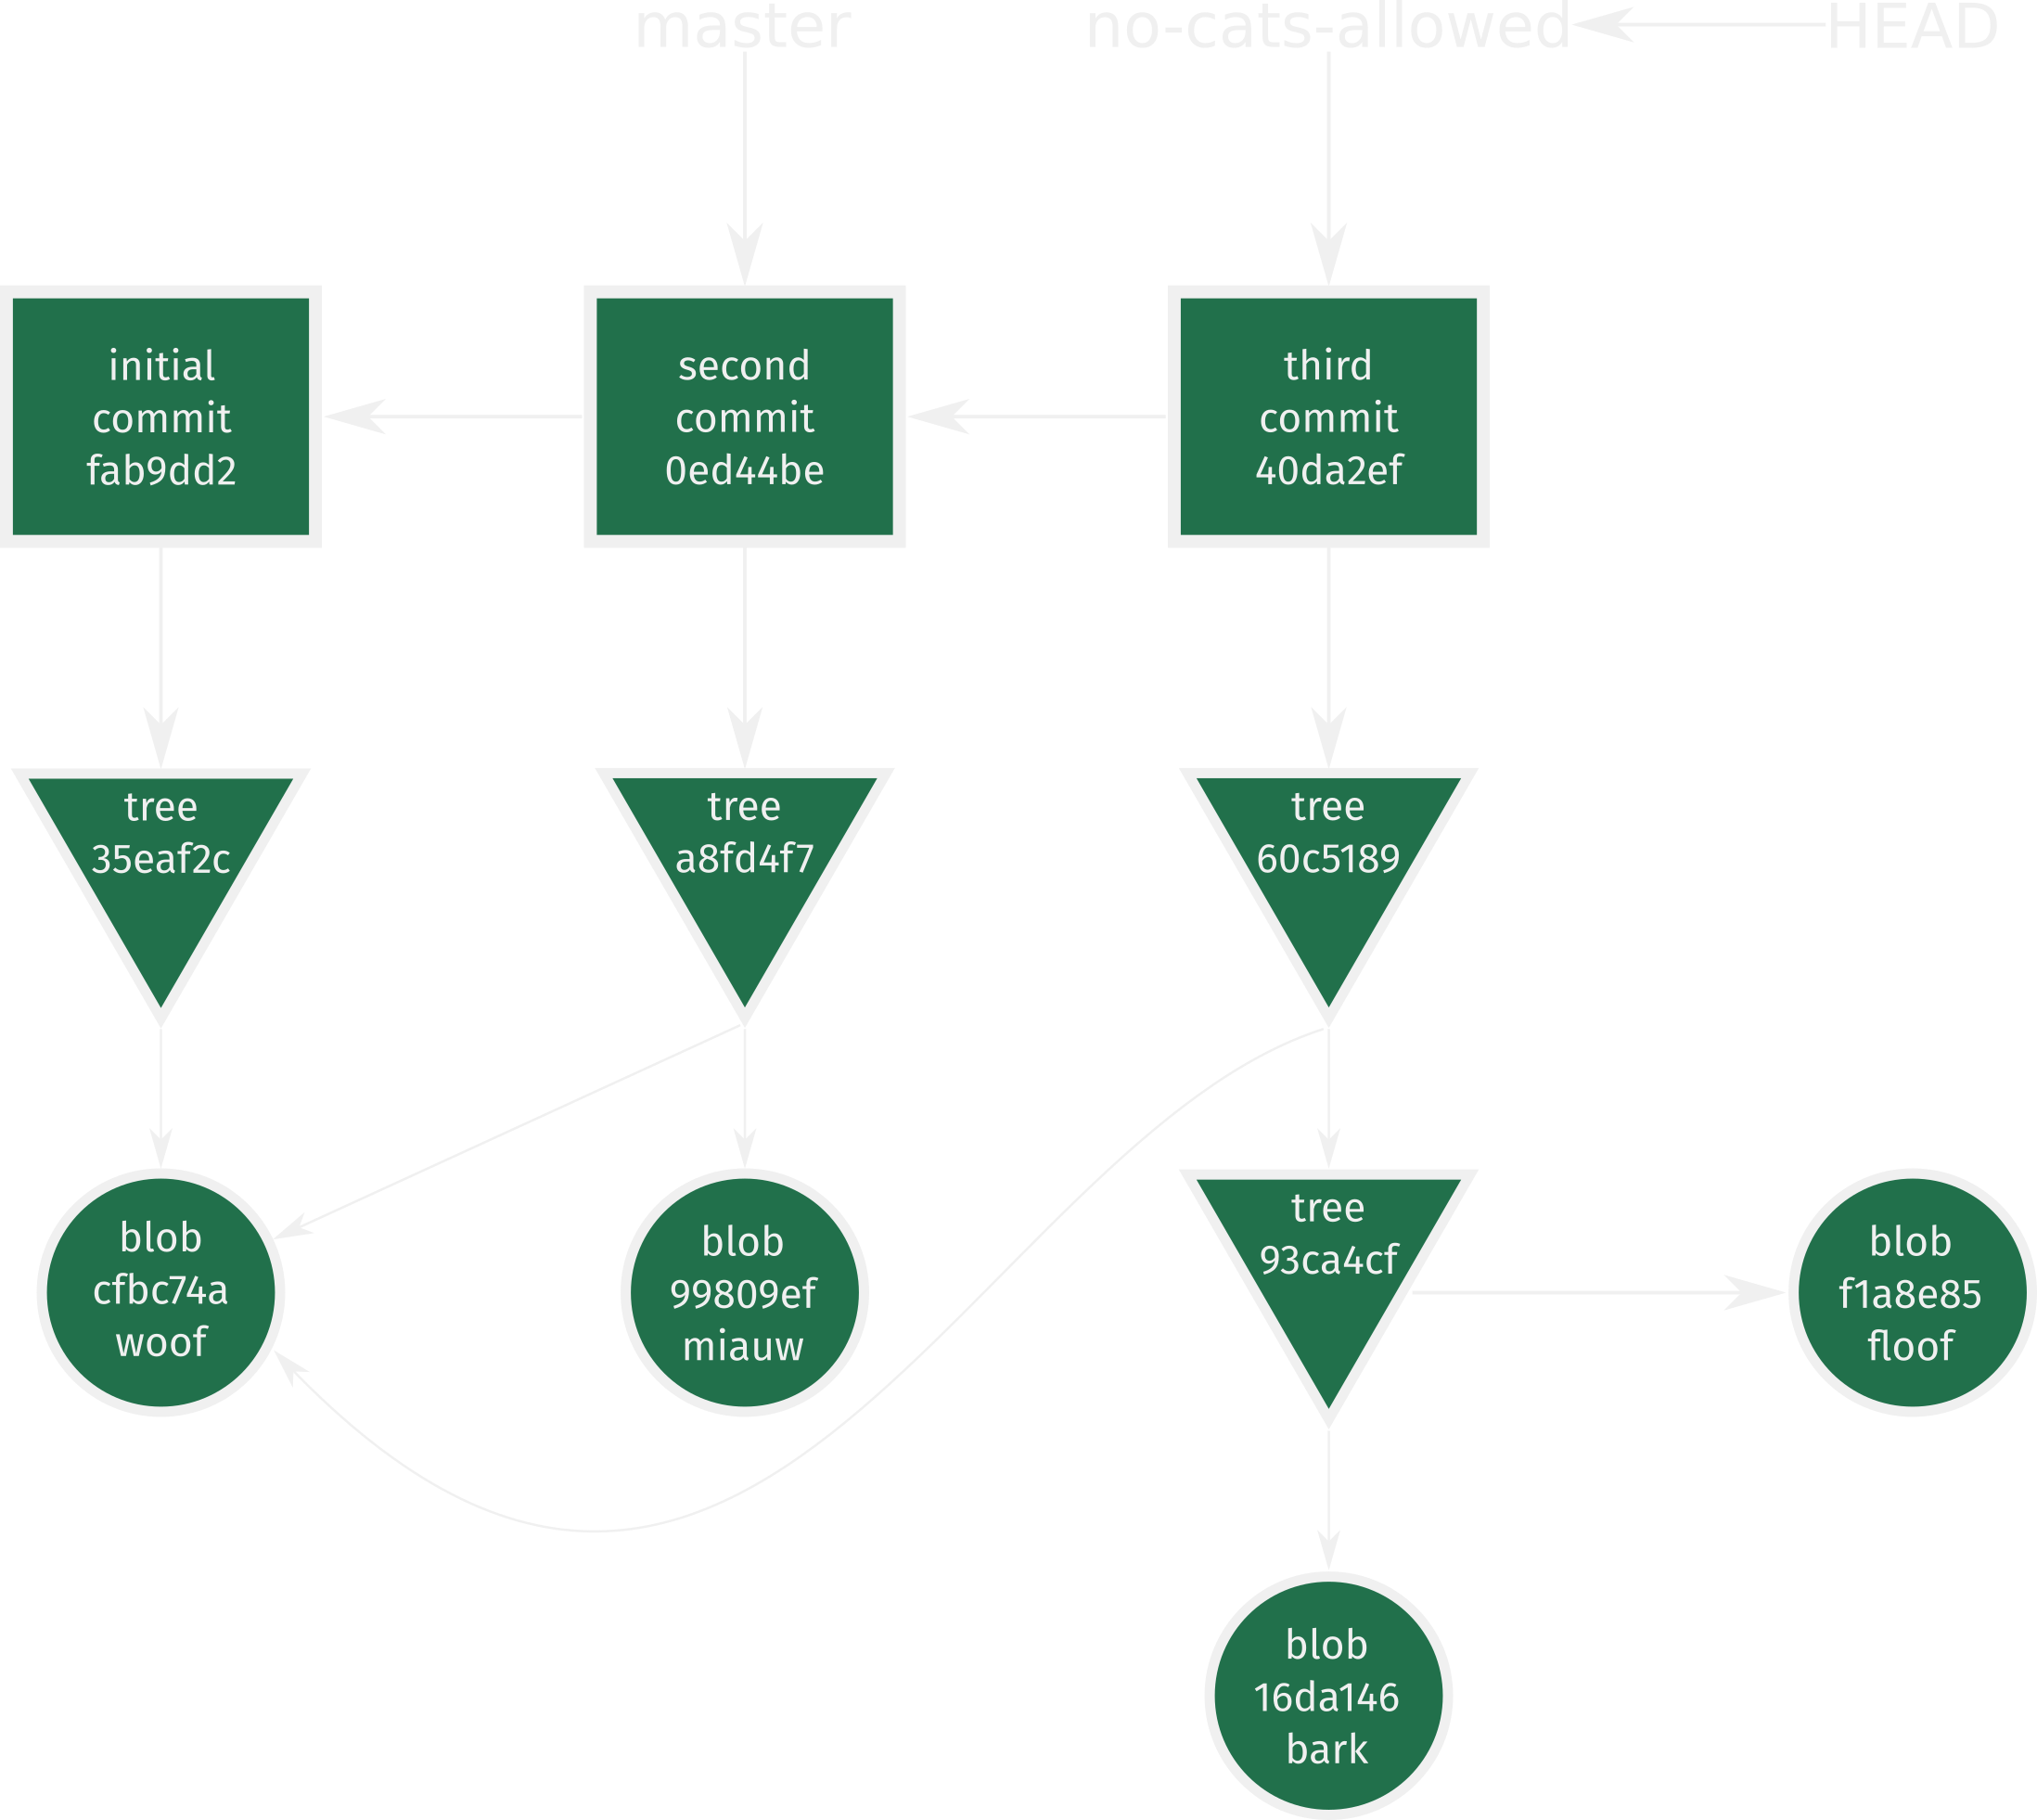 master
no-cats-allowed
HEAD
initial
commit
fab9dd2
second
commit
0ed44be
third
commit
40da2ef
tree
35eaf2c
tree
a8fd4f7
tree
60c5189
blob
cfbc74a
woof
blob
99809ef
miauw
tree
93ca4cf
blob
f1a8e85
floof
blob
16da146
bark